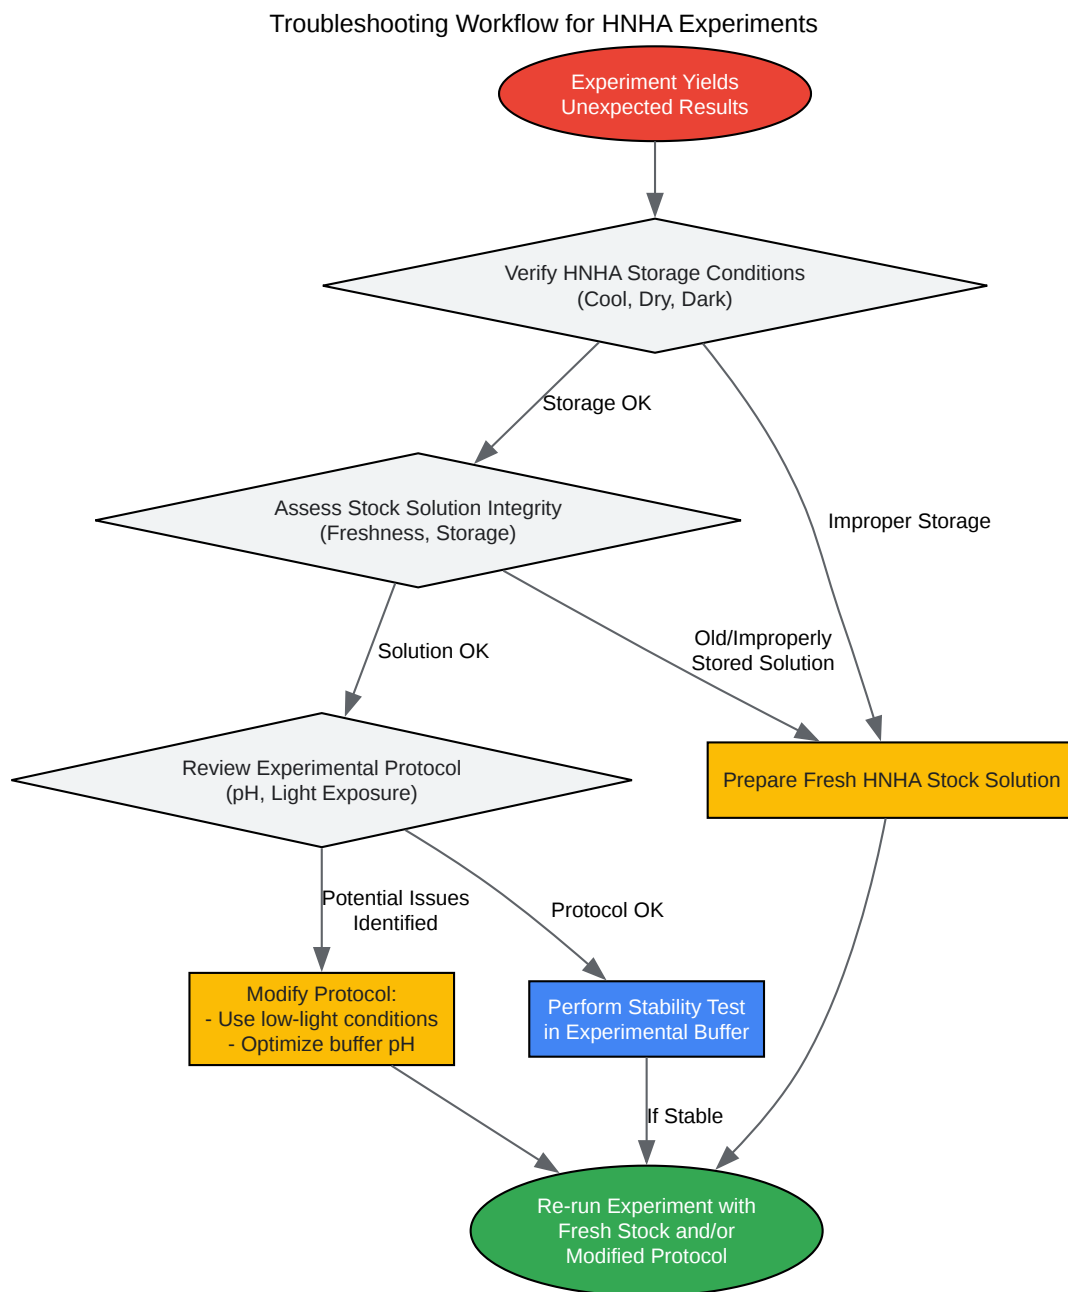 Troubleshooting Workflow for HNHA Experiments
Experiment Yields
Unexpected Results
Verify HNHA Storage Conditions
(Cool, Dry, Dark)
Storage OK
Assess Stock Solution Integrity
(Freshness, Storage)
Improper Storage
Solution OK
Old/Improperly
Stored Solution
Review Experimental Protocol
(pH, Light Exposure)
Prepare Fresh HNHA Stock Solution
Potential Issues
Identified
Protocol OK
Modify Protocol:
- Use low-light conditions
- Optimize buffer pH
Perform Stability Test
in Experimental Buffer
If Stable
Re-run Experiment with
Fresh Stock and/or
Modified Protocol